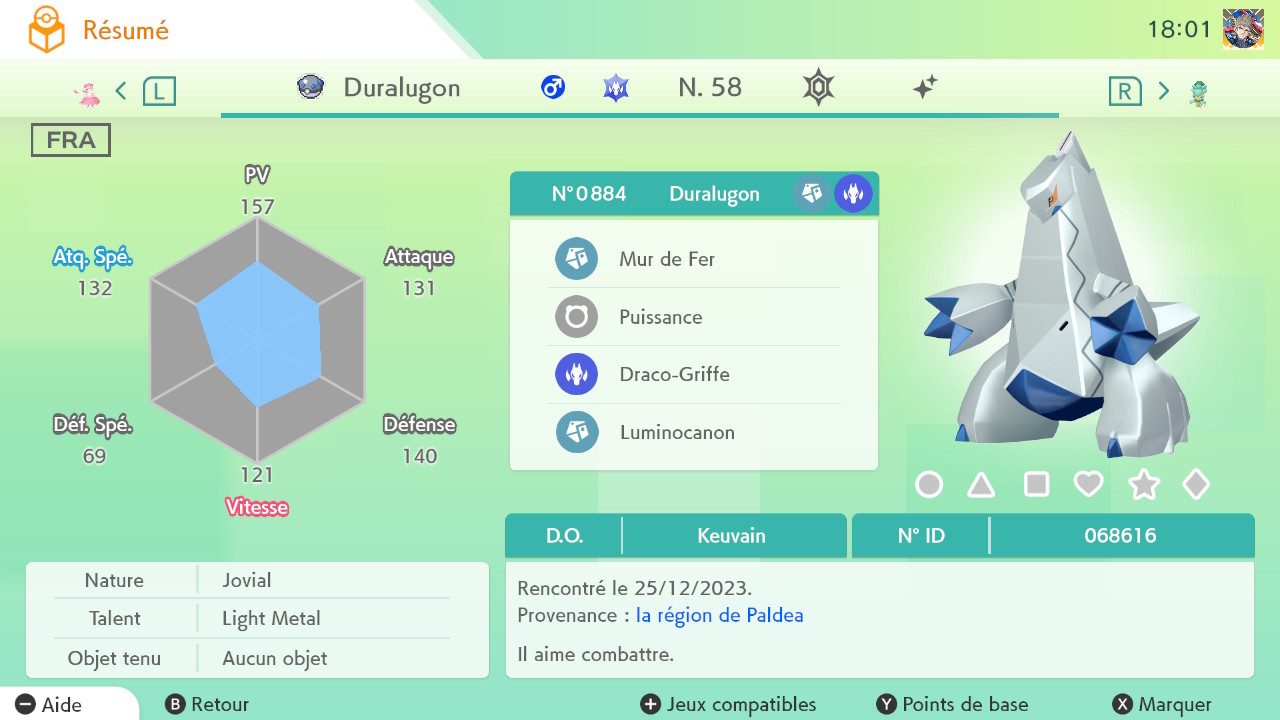 Résumé
18:01
L
Duralugon
N. 58
R
FRA
PV
157
Atq. Spé.
132
Attaque
131
Déf. Spé.
69
Défense
140
121
Vitesse
N°0884 Duralugon
Mur de Fer
Puissance
Draco-Griffe
Luminocanon
D.O. Keuvain
N° ID 068616
Nature Jovial
Talent Light Metal
Objet tenu Aucun objet
Rencontré le 25/12/2023.
Provenance : la région de Paldea
Il aime combattre.
Aide
B Retour
Jeux compatibles
Y Points de base
X Marquer